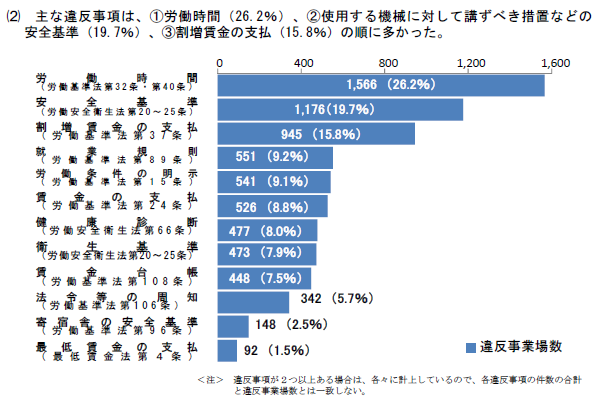 (2) 主な違反事項は、①労働時間（26.2％）、②使用する機械に対して講ずべき措置などの
安全基準（19.7％）、③割増賃金の支払（15.8％）の順に多かった。
0 400 800 1,200 1,600
労働時間
（労働基準法第32条・第40条）
1,566（26.2％）
安全基準
（労働安全衛生法第20～25条）
1,176（19.7％）
割増賃金の支払
（労働基準法第37条）
945（15.8％）
就業規則
（労働基準法第89条）
551（9.2％）
労働条件の明示
（労働基準法第15条）
541（9.1％）
賃金の支払
（労働基準法第24条）
526（8.8％）
健康診断
（労働安全衛生法第66条）
477（8.0％）
衛生基準
（労働安全衛生法第20～25条）
473（7.9％）
賃金台帳
（労働基準法第108条）
448（7.5％）
法令等の周知
（労働基準法第106条）
342（5.7％）
寄宿舎の安全基準
（労働基準法第96条）
148（2.5％）
最低賃金の支払
（最低賃金法第4条）
92（1.5％）
違反事業場数
＜注＞ 違反事項が２つ以上ある場合は、各々に計上しているので、各違反事項の件数の合計
と違反事業場数とは一致しない。